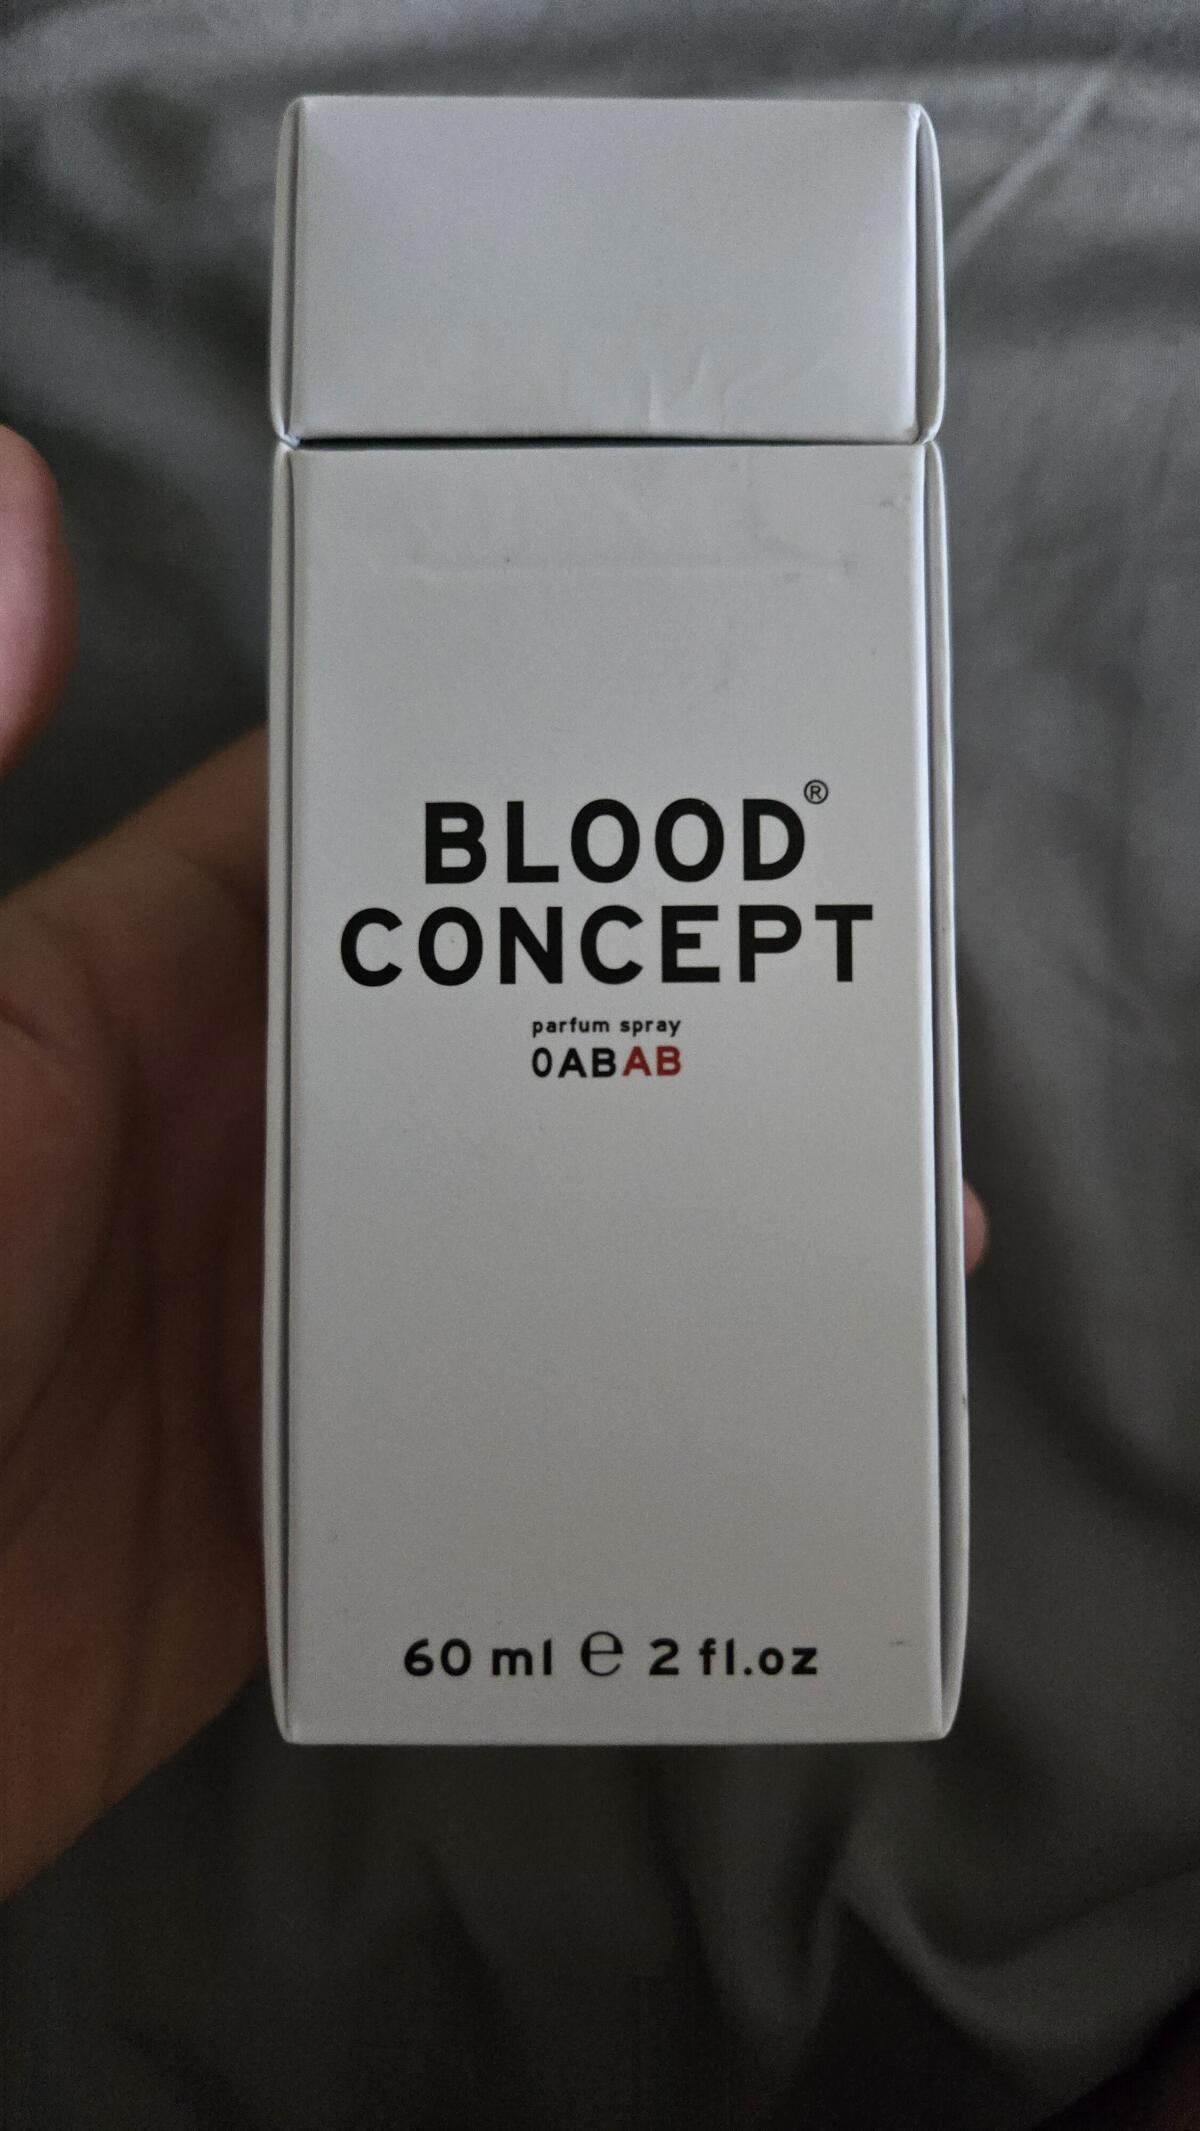 BLOOD®
CONCEPT
parfum spray
0ABAB
60 ml ℮ 2 fl.oz